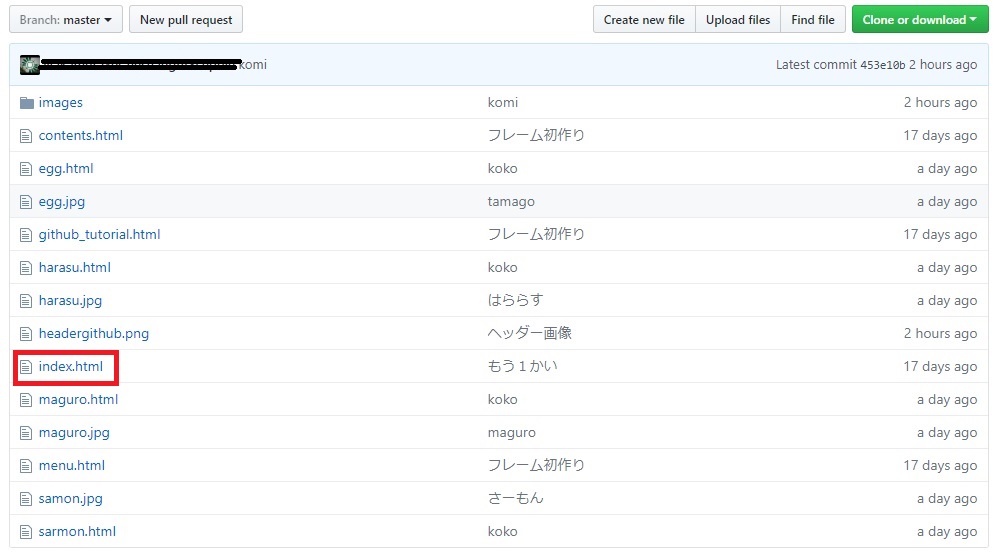 Branch: master New pull request Create new file Upload files Find file Clone or download
komi Latest commit 453e10b 2 hours ago
images komi 2 hours ago
contents.html フレーム初作り 17 days ago
egg.html koko a day ago
egg.jpg tamago a day ago
github_tutorial.html フレーム初作り 17 days ago
harasu.html koko a day ago
harasu.jpg はららす a day ago
headergithub.png ヘッダー画像 2 hours ago
index.html もう１かい 17 days ago
maguro.html koko a day ago
maguro.jpg maguro a day ago
menu.html フレーム初作り 17 days ago
samon.jpg さーもん a day ago
sarmon.html koko a day ago